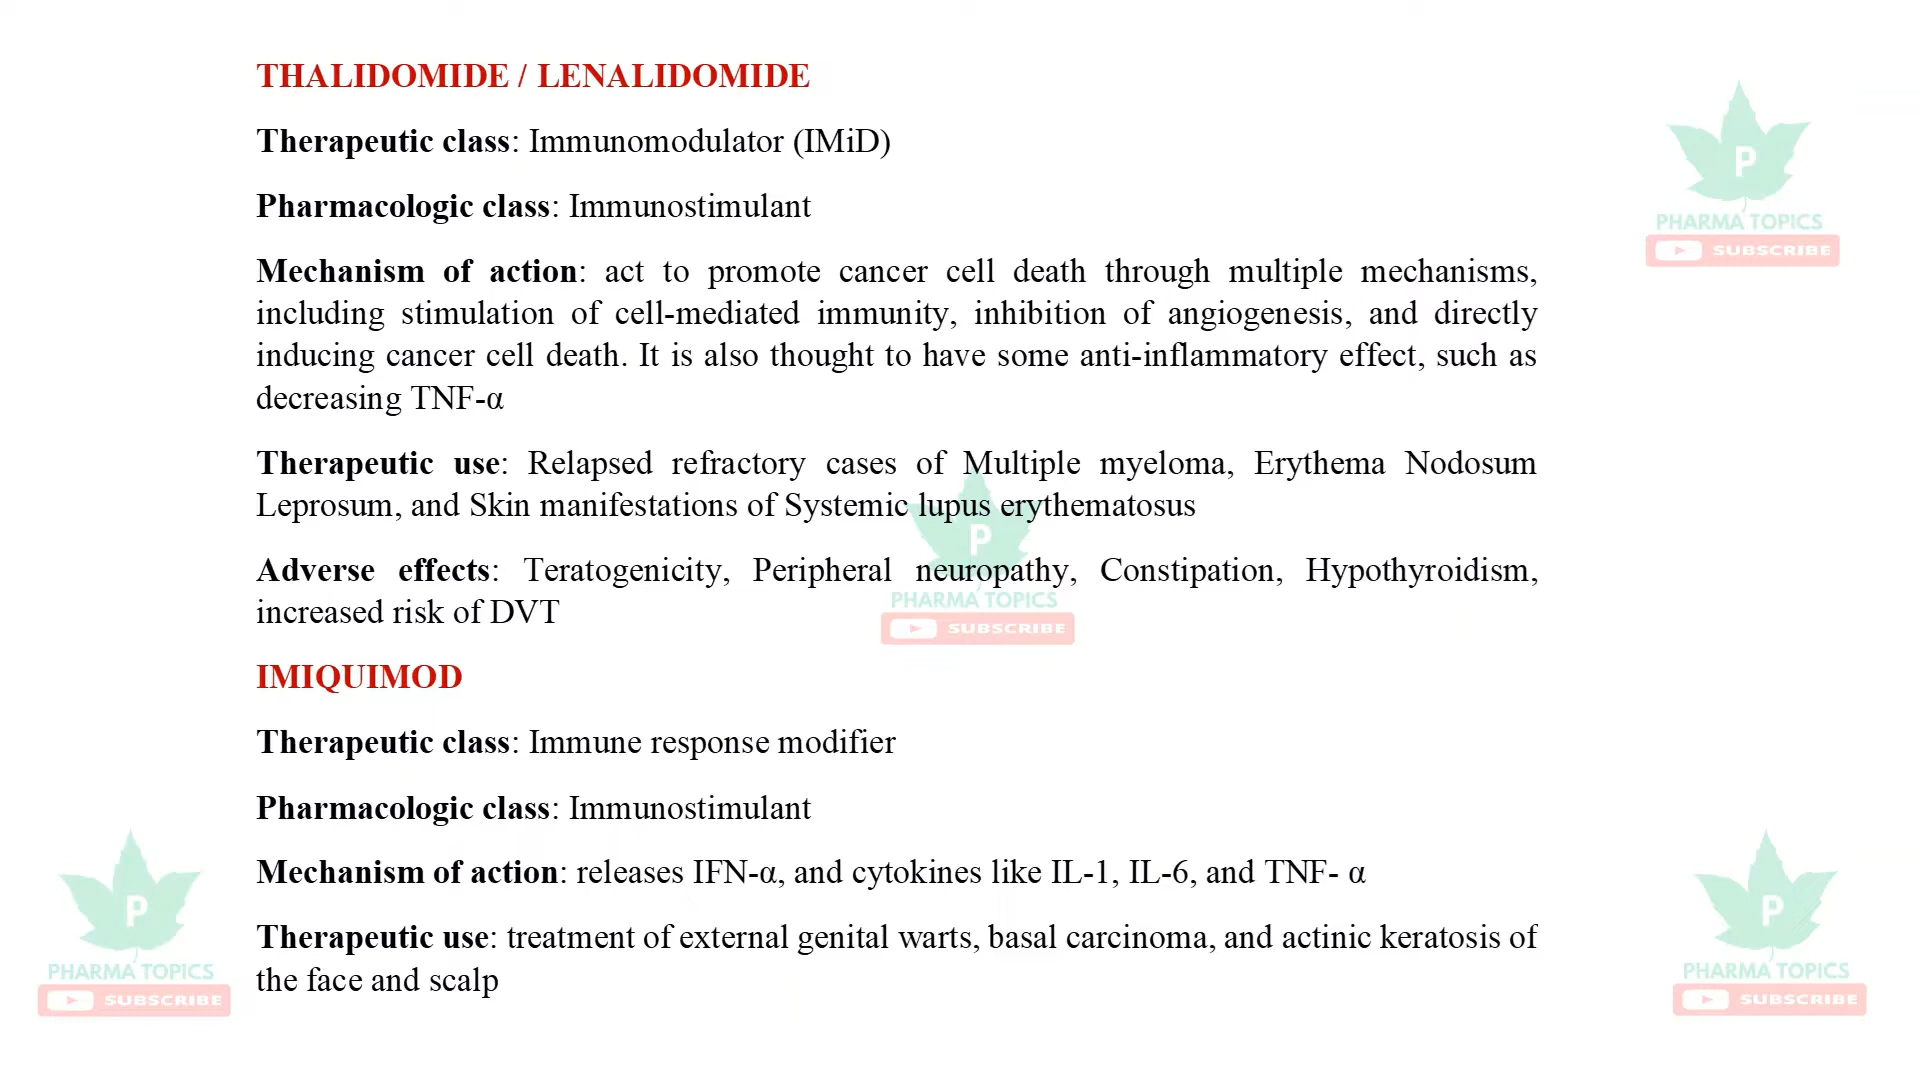 THALIDOMIDE / LENALIDOMIDE
Therapeutic class: Immunomodulator (IMiD)
Pharmacologic class: Immunostimulant
Mechanism of action: act to promote cancer cell death through multiple mechanisms,
including stimulation of cell-mediated immunity, inhibition of angiogenesis, and directly
inducing cancer cell death. It is also thought to have some anti-inflammatory effect, such as
decreasing TNF-α
Therapeutic use: Relapsed refractory cases of Multiple myeloma, Erythema Nodosum
Leprosum, and Skin manifestations of Systemic lupus erythematosus
Adverse effects: Teratogenicity, Peripheral neuropathy, Constipation, Hypothyroidism,
increased risk of DVT
IMIQUIMOD
Therapeutic class: Immune response modifier
Pharmacologic class: Immunostimulant
Mechanism of action: releases IFN-α, and cytokines like IL-1, IL-6, and TNF- α
Therapeutic use: treatment of external genital warts, basal carcinoma, and actinic keratosis of
the face and scalp
P
PHARMA TOPICS
SUBSCRIBE
P
PHARMA TOPICS
SUBSCRIBE
P
PHARMA TOPICS
SUBSCRIBE
P
PHARMA TOPICS
SUBSCRIBE